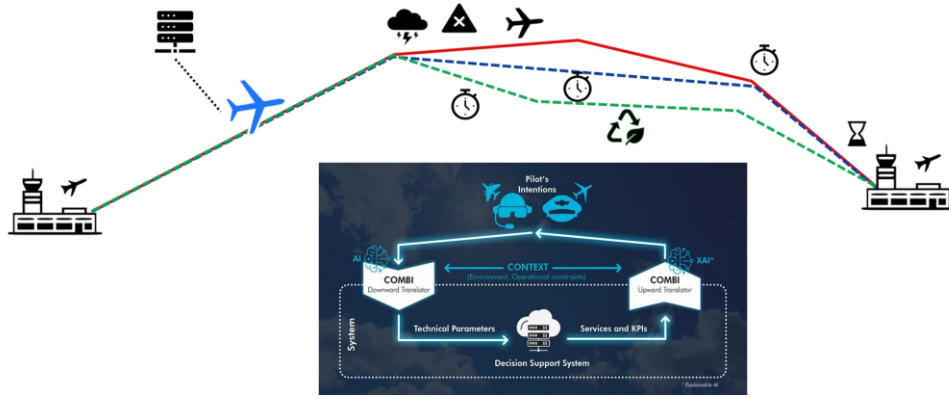 Pilot's
Intentions
AI
XAI*
COMBI
Downward Translator
CONTEXT
(Environment, Operational constraints)
COMBI
Upward Translator
System
Technical Parameters
Services and KPIs
Decision Support System
* Explainable AI